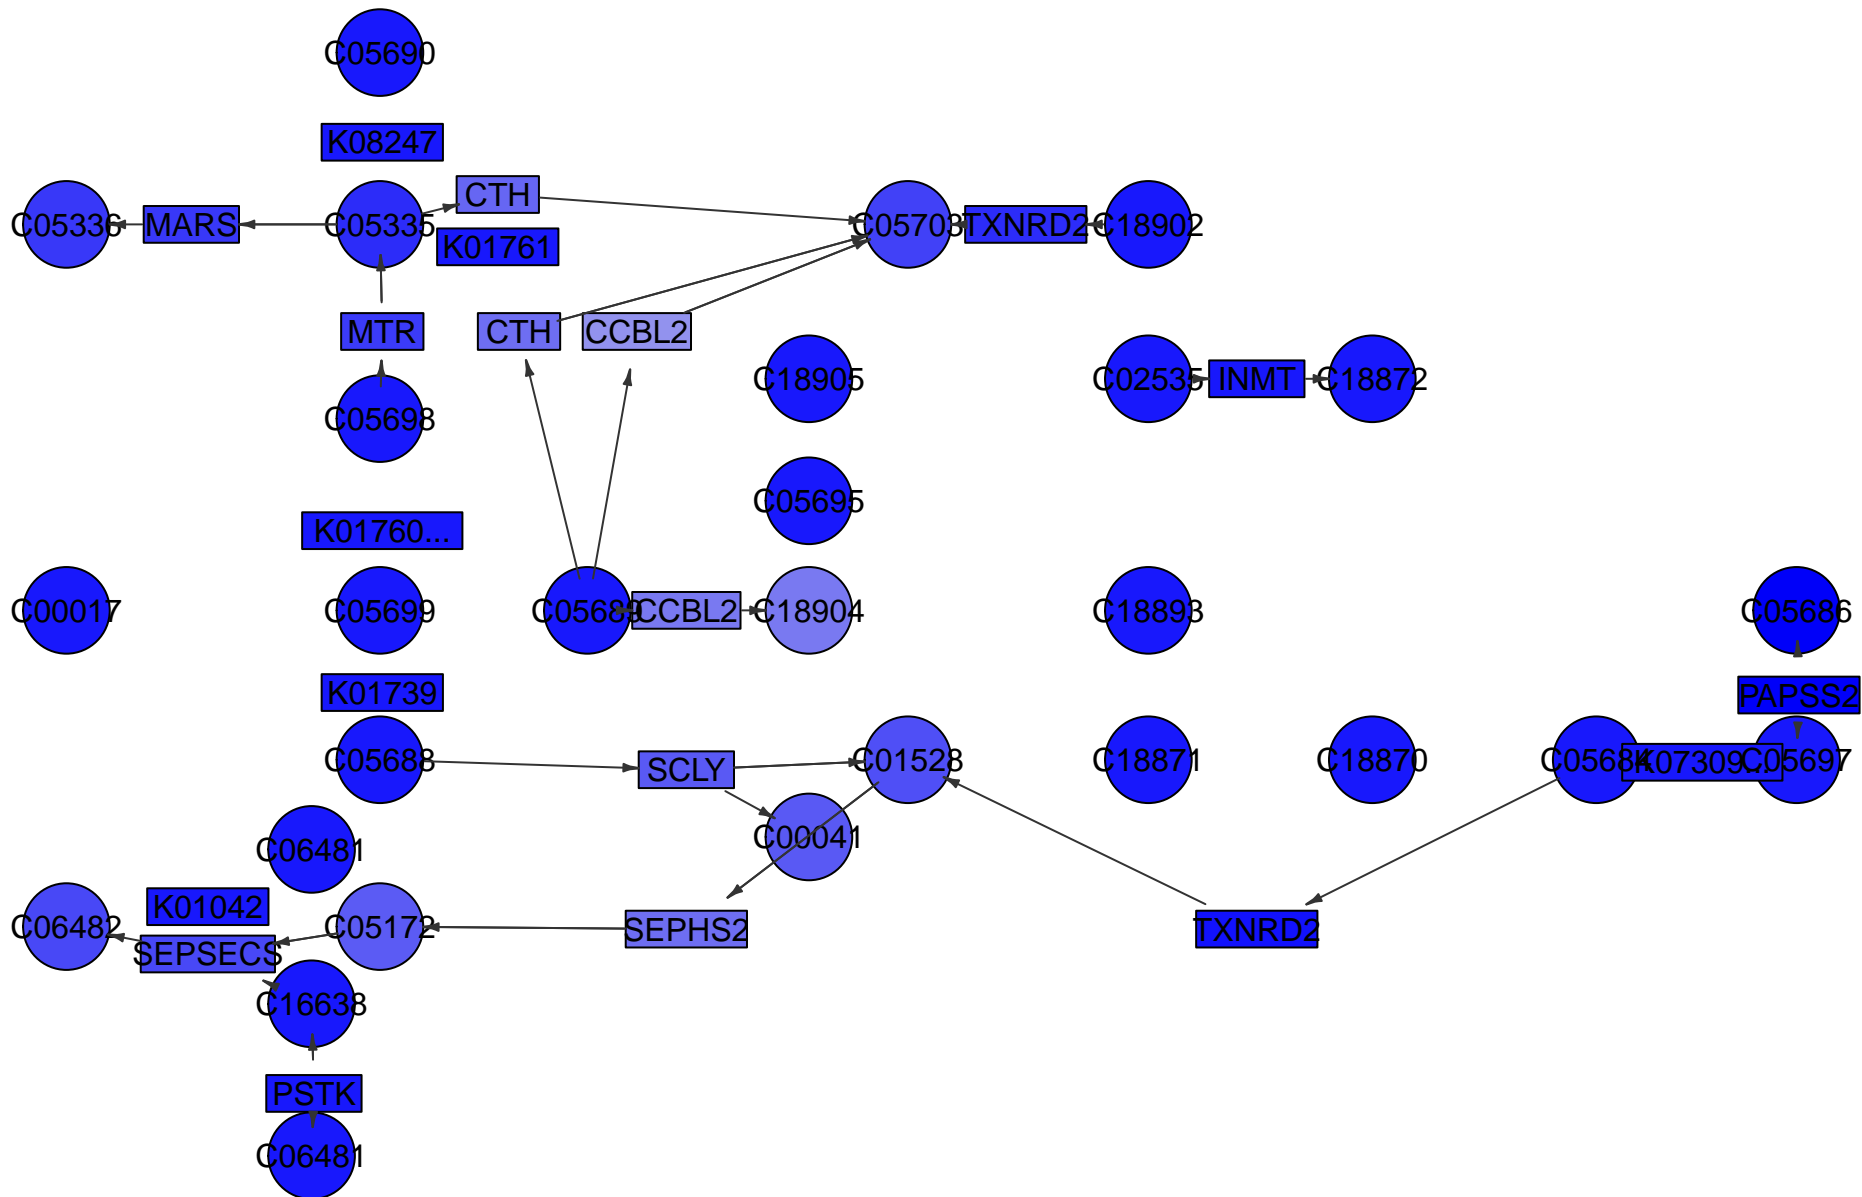 C05690
K08247
CTH
C05336
MARS
C05335
C05703
TXNRD2
C18902
K01761
MTR
CTH
CCBL2
C18905
C02535
INMT
C18872
C05698
C05695
K01760...
C00017
C05699
C05689
CCBL2
C18904
C18893
C05686
K01739
PAPSS2
C05688
SCLY
C01528
C18871
C18870
C05684
K07309...
C05697
C00041
C06481
K01042
C06482
C05172
SEPHS2
TXNRD2
SEPSECS
C16638
PSTK
C06481